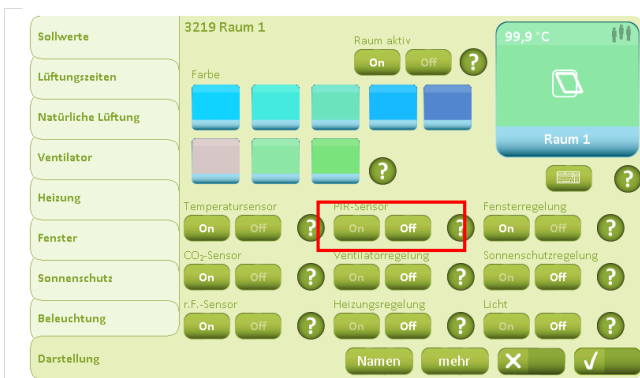 Sollwerte
Lüftungszeiten
Natürliche Lüftung
Ventilator
Heizung
Fenster
Sonnenschutz
Beleuchtung
Darstellung
3219 Raum 1
Raum aktiv
On Off ?
Farbe
?
99,9 °C
Raum 1
?
Temperatursensor PIR-Sensor Fensterregelung
On Off ? On Off ? On Off ?
CO₂-Sensor Ventilatorregelung Sonnenschutzregelung
On Off ? On Off ? On Off ?
r.F.-Sensor Heizungsregelung Licht
On Off ? On Off ? On Off ?
Namen mehr